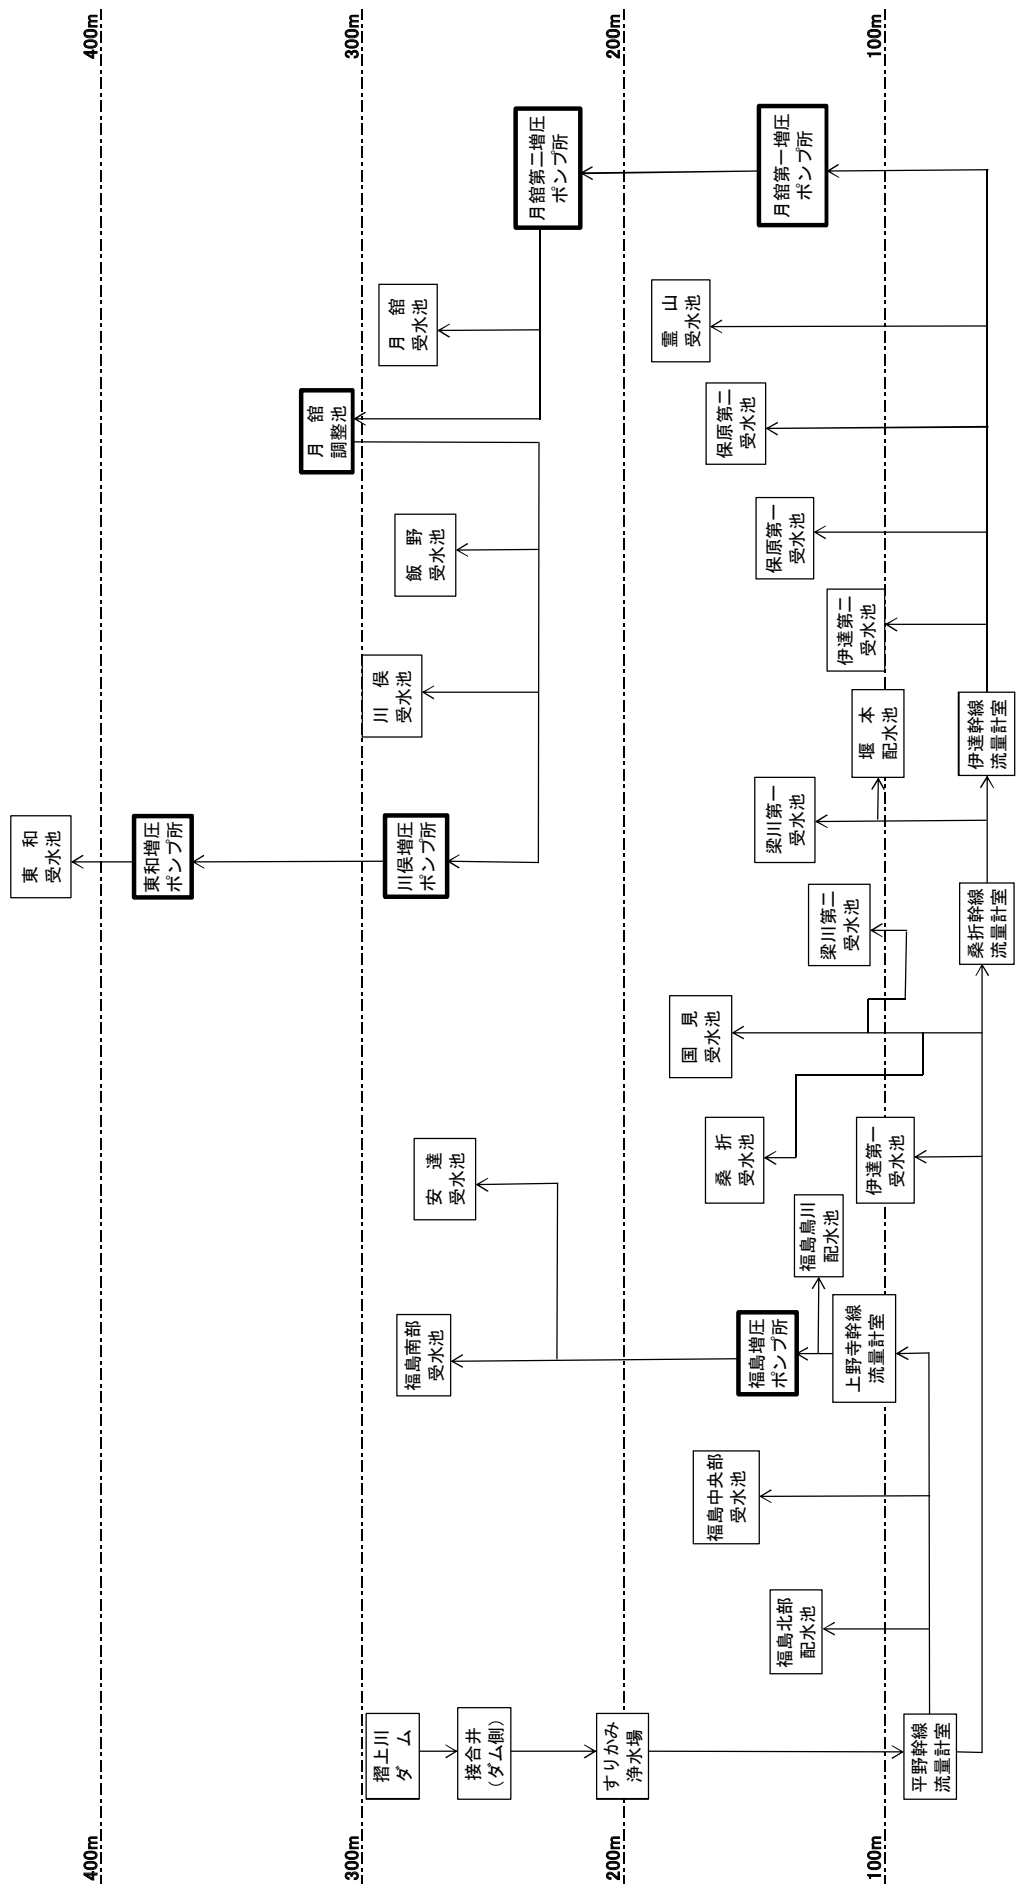 400m
400m
300m
300m
200m
200m
100m
100m
摺上川
ダ　ム
接合井
（ダム側）
すりかみ
浄水場
平野幹線
流量計室
福島北部
配水池
福島中央部
受水池
上野寺幹線
流量計室
福島増圧
ポンプ所
福島鳥川
配水池
福島南部
受水池
安　達
受水池
伊達第一
受水池
桑　折
受水池
国　見
受水池
梁川第二
受水池
桑折幹線
流量計室
梁川第一
受水池
堰　本
配水池
伊達幹線
流量計室
伊達第二
受水池
保原第一
受水池
保原第二
受水池
霊　山
受水池
月舘第一増圧
ポンプ所
月舘第二増圧
ポンプ所
月　舘
受水池
月　舘
調整池
飯　野
受水池
川　俣
受水池
川俣増圧
ポンプ所
東和増圧
ポンプ所
東　和
受水池